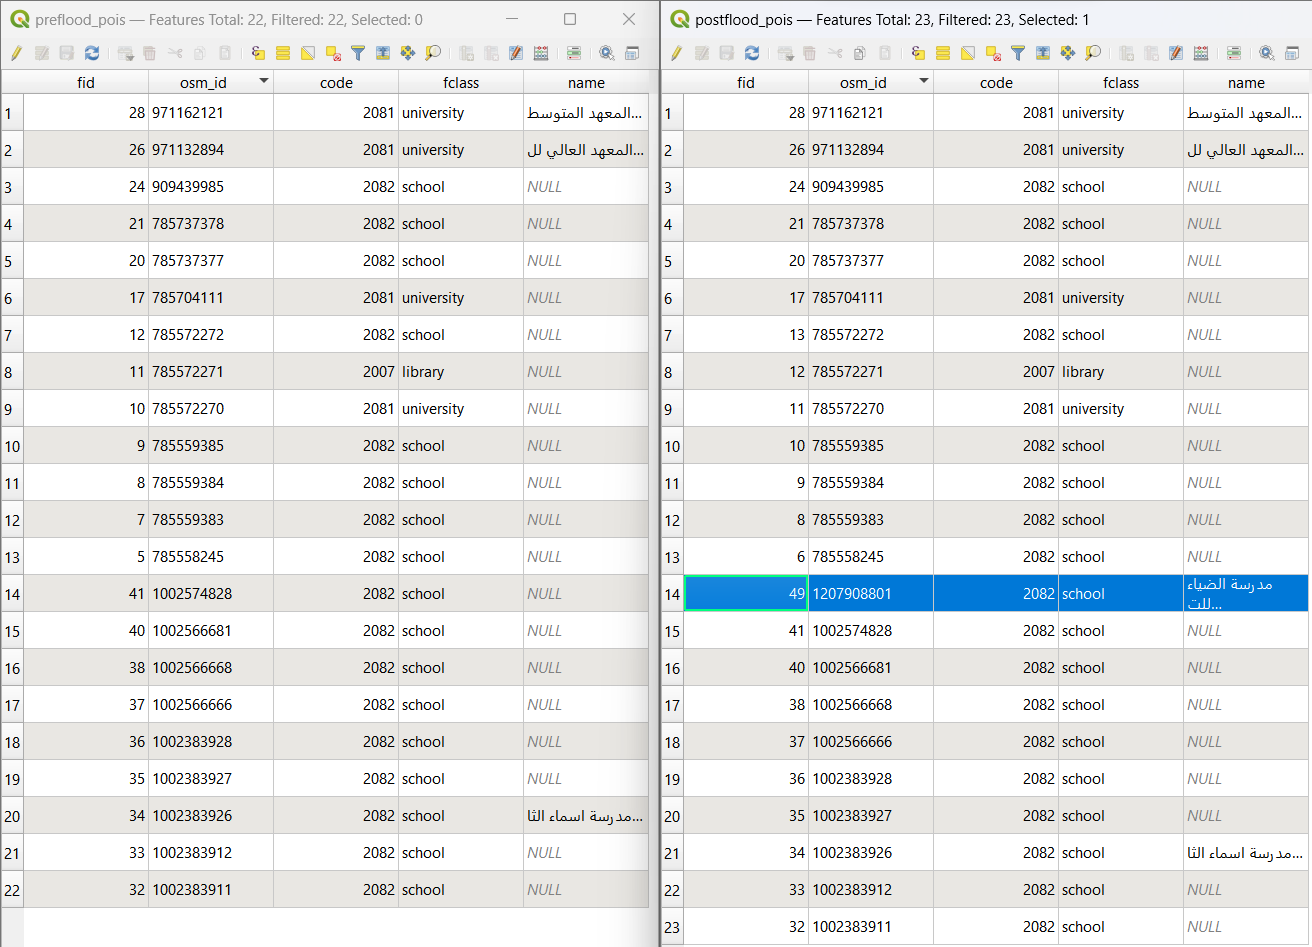 preflood_pois — Features Total: 22, Filtered: 22, Selected: 0
fid osm_id code fclass name
1 28 971162121 2081 university المعهد المتوسط...
2 26 971132894 2081 university المعهد العالي لل...
3 24 909439985 2082 school NULL
4 21 785737378 2082 school NULL
5 20 785737377 2082 school NULL
6 17 785704111 2081 university NULL
7 12 785572272 2082 school NULL
8 11 785572271 2007 library NULL
9 10 785572270 2081 university NULL
10 9 785559385 2082 school NULL
11 8 785559384 2082 school NULL
12 7 785559383 2082 school NULL
13 5 785558245 2082 school NULL
14 41 1002574828 2082 school NULL
15 40 1002566681 2082 school NULL
16 38 1002566668 2082 school NULL
17 37 1002566666 2082 school NULL
18 36 1002383928 2082 school NULL
19 35 1002383927 2082 school NULL
20 34 1002383926 2082 school مدرسة اسماء الثا...
21 33 1002383912 2082 school NULL
22 32 1002383911 2082 school NULL
postflood_pois — Features Total: 23, Filtered: 23, Selected: 1
fid osm_id code fclass name
1 28 971162121 2081 university المعهد المتوسط...
2 26 971132894 2081 university المعهد العالي لل...
3 24 909439985 2082 school NULL
4 21 785737378 2082 school NULL
5 20 785737377 2082 school NULL
6 17 785704111 2081 university NULL
7 13 785572272 2082 school NULL
8 12 785572271 2007 library NULL
9 11 785572270 2081 university NULL
10 10 785559385 2082 school NULL
11 9 785559384 2082 school NULL
12 8 785559383 2082 school NULL
13 6 785558245 2082 school NULL
14 49 1207908801 2082 school مدرسة الضياء
للت...
15 41 1002574828 2082 school NULL
16 40 1002566681 2082 school NULL
17 38 1002566668 2082 school NULL
18 37 1002566666 2082 school NULL
19 36 1002383928 2082 school NULL
20 35 1002383927 2082 school NULL
21 34 1002383926 2082 school مدرسة اسماء الثا...
22 33 1002383912 2082 school NULL
23 32 1002383911 2082 school NULL